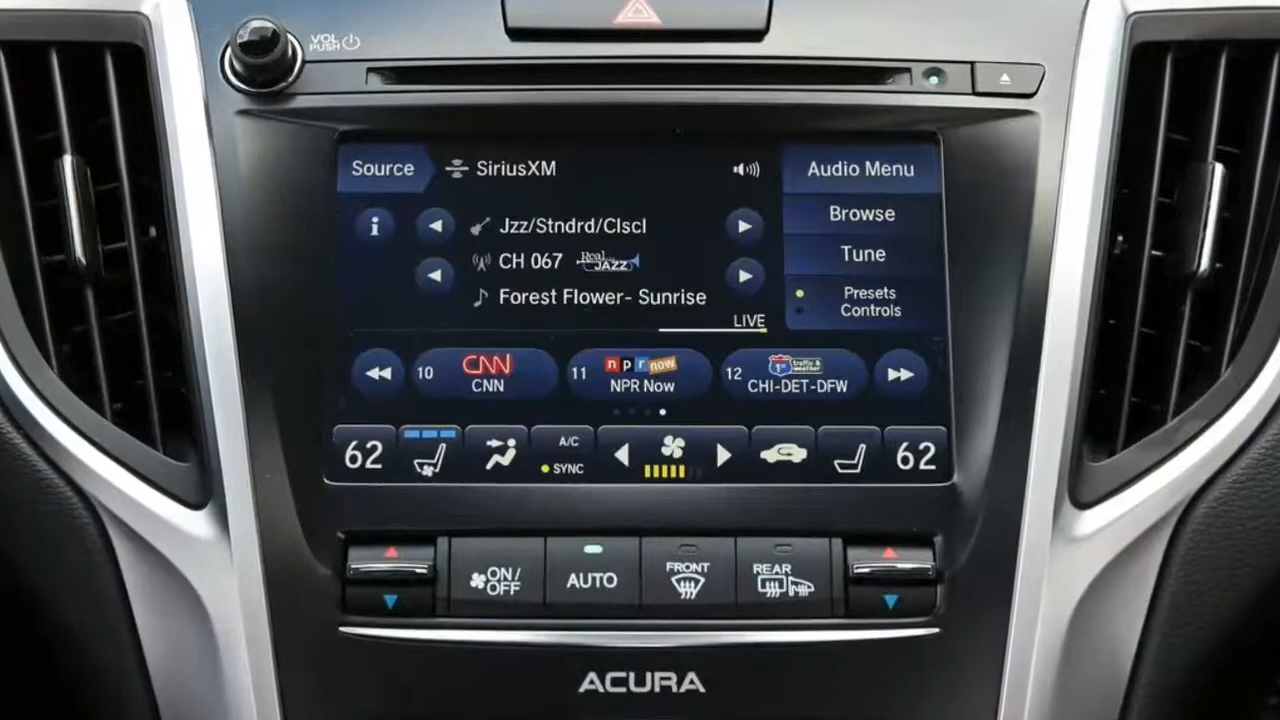 VOL
PUSH
Source
SiriusXM
Audio Menu
Jzz/Stndrd/Clscl
Browse
CH 067
Real JAZZ
Tune
Forest Flower- Sunrise
Presets
Controls
LIVE
10
CNN
CNN
11
npr now
NPR Now
12
1st traffic & weather
CHI-DET-DFW
62
A/C
SYNC
62
ON/
OFF
AUTO
FRONT
REAR
ACURA